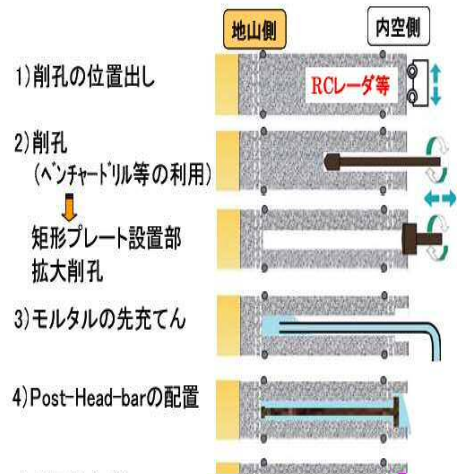 地山側
内空側
1)削孔の位置出し
RCレーダ等
2)削孔
(ベンチャードリル等の利用)
矩形プレート設置部
拡大削孔
3)モルタルの先充てん
4)Post-Head-barの配置